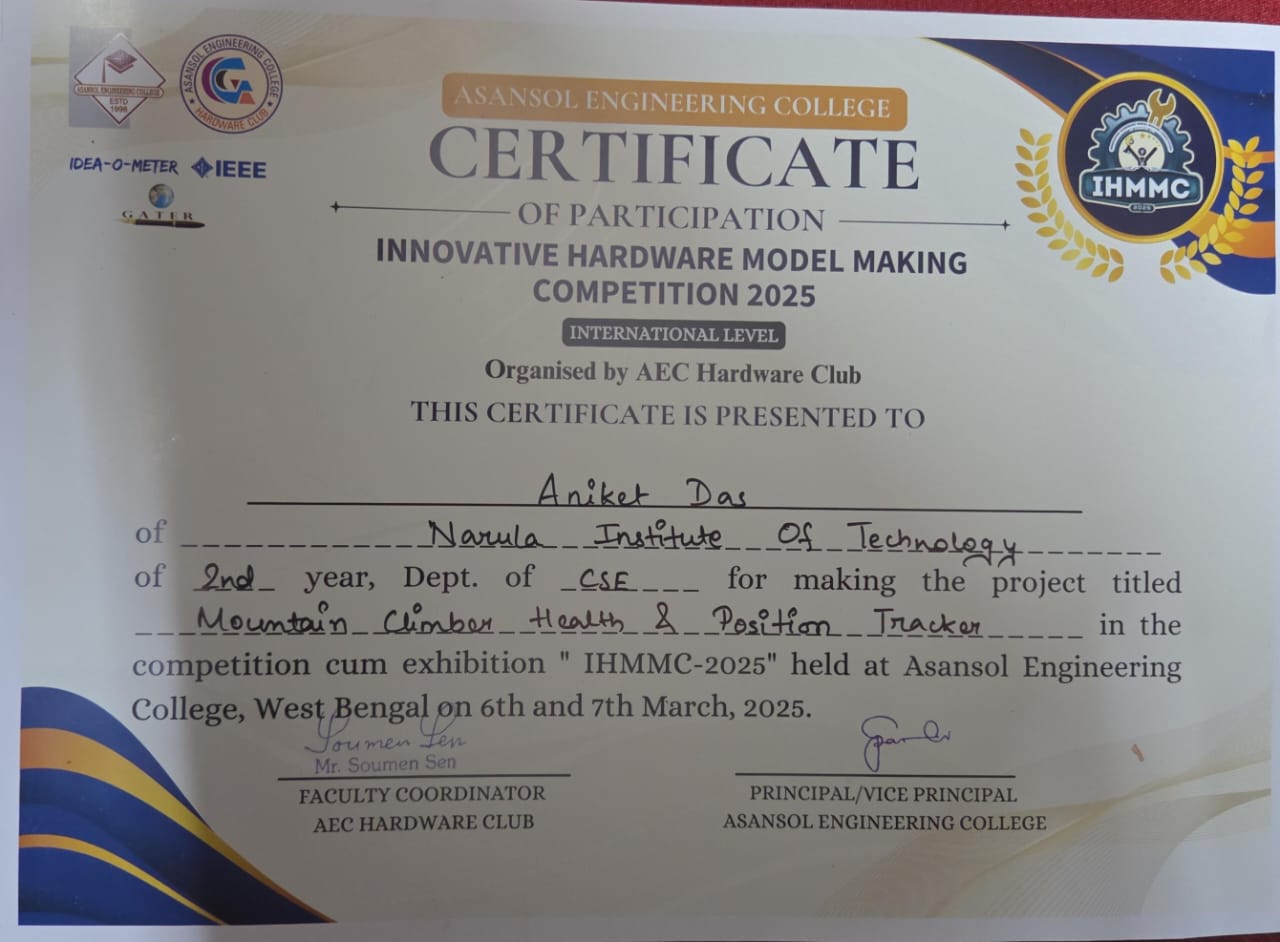 ASANSOL ENGINEERING COLLEGE
ESTD
1998
ASANSOL ENGINEERING COLLEGE
HARDWARE CLUB
IDEA-O-METER
IEEE
GATER
IHMMC
2025
ASANSOL ENGINEERING COLLEGE
CERTIFICATE
OF PARTICIPATION
INNOVATIVE HARDWARE MODEL MAKING
COMPETITION 2025
INTERNATIONAL LEVEL
Organised by AEC Hardware Club
THIS CERTIFICATE IS PRESENTED TO
Aniket Das
of Narula Institute Of Technology
of 2nd year, Dept. of CSE for making the project titled
Mountain Climber Health & Position Tracker in the
competition cum exhibition " IHMMC-2025" held at Asansol Engineering
College, West Bengal on 6th and 7th March, 2025.
Soumen Sen
Mr. Soumen Sen
FACULTY COORDINATOR
AEC HARDWARE CLUB
PRINCIPAL/VICE PRINCIPAL
ASANSOL ENGINEERING COLLEGE